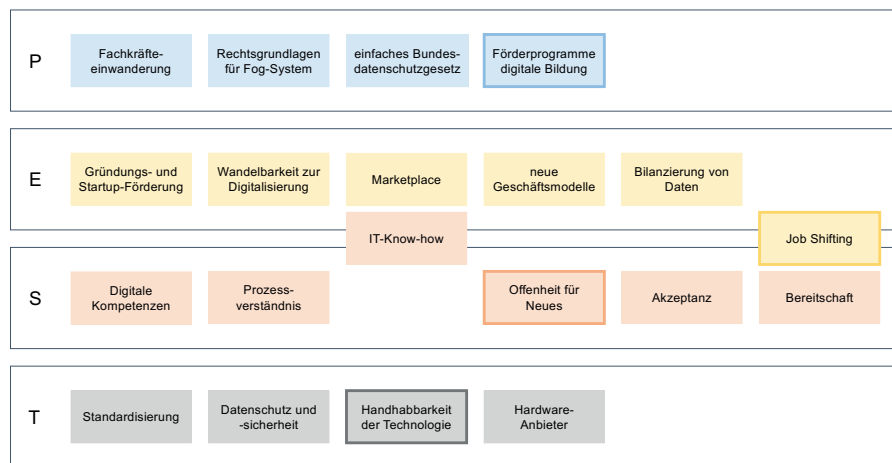 P
Fachkräfte-
einwanderung
Rechtsgrundlagen
für Fog-System
einfaches Bundes-
datenschutzgesetz
Förderprogramme
digitale Bildung
E
Gründungs- und
Startup-Förderung
Wandelbarkeit zur
Digitalisierung
Marketplace
neue
Geschäftsmodelle
Bilanzierung von
Daten
IT-Know-how
Job Shifting
S
Digitale
Kompetenzen
Prozess-
verständnis
Offenheit für
Neues
Akzeptanz
Bereitschaft
T
Standardisierung
Datenschutz und
-sicherheit
Handhabbarkeit
der Technologie
Hardware-
Anbieter